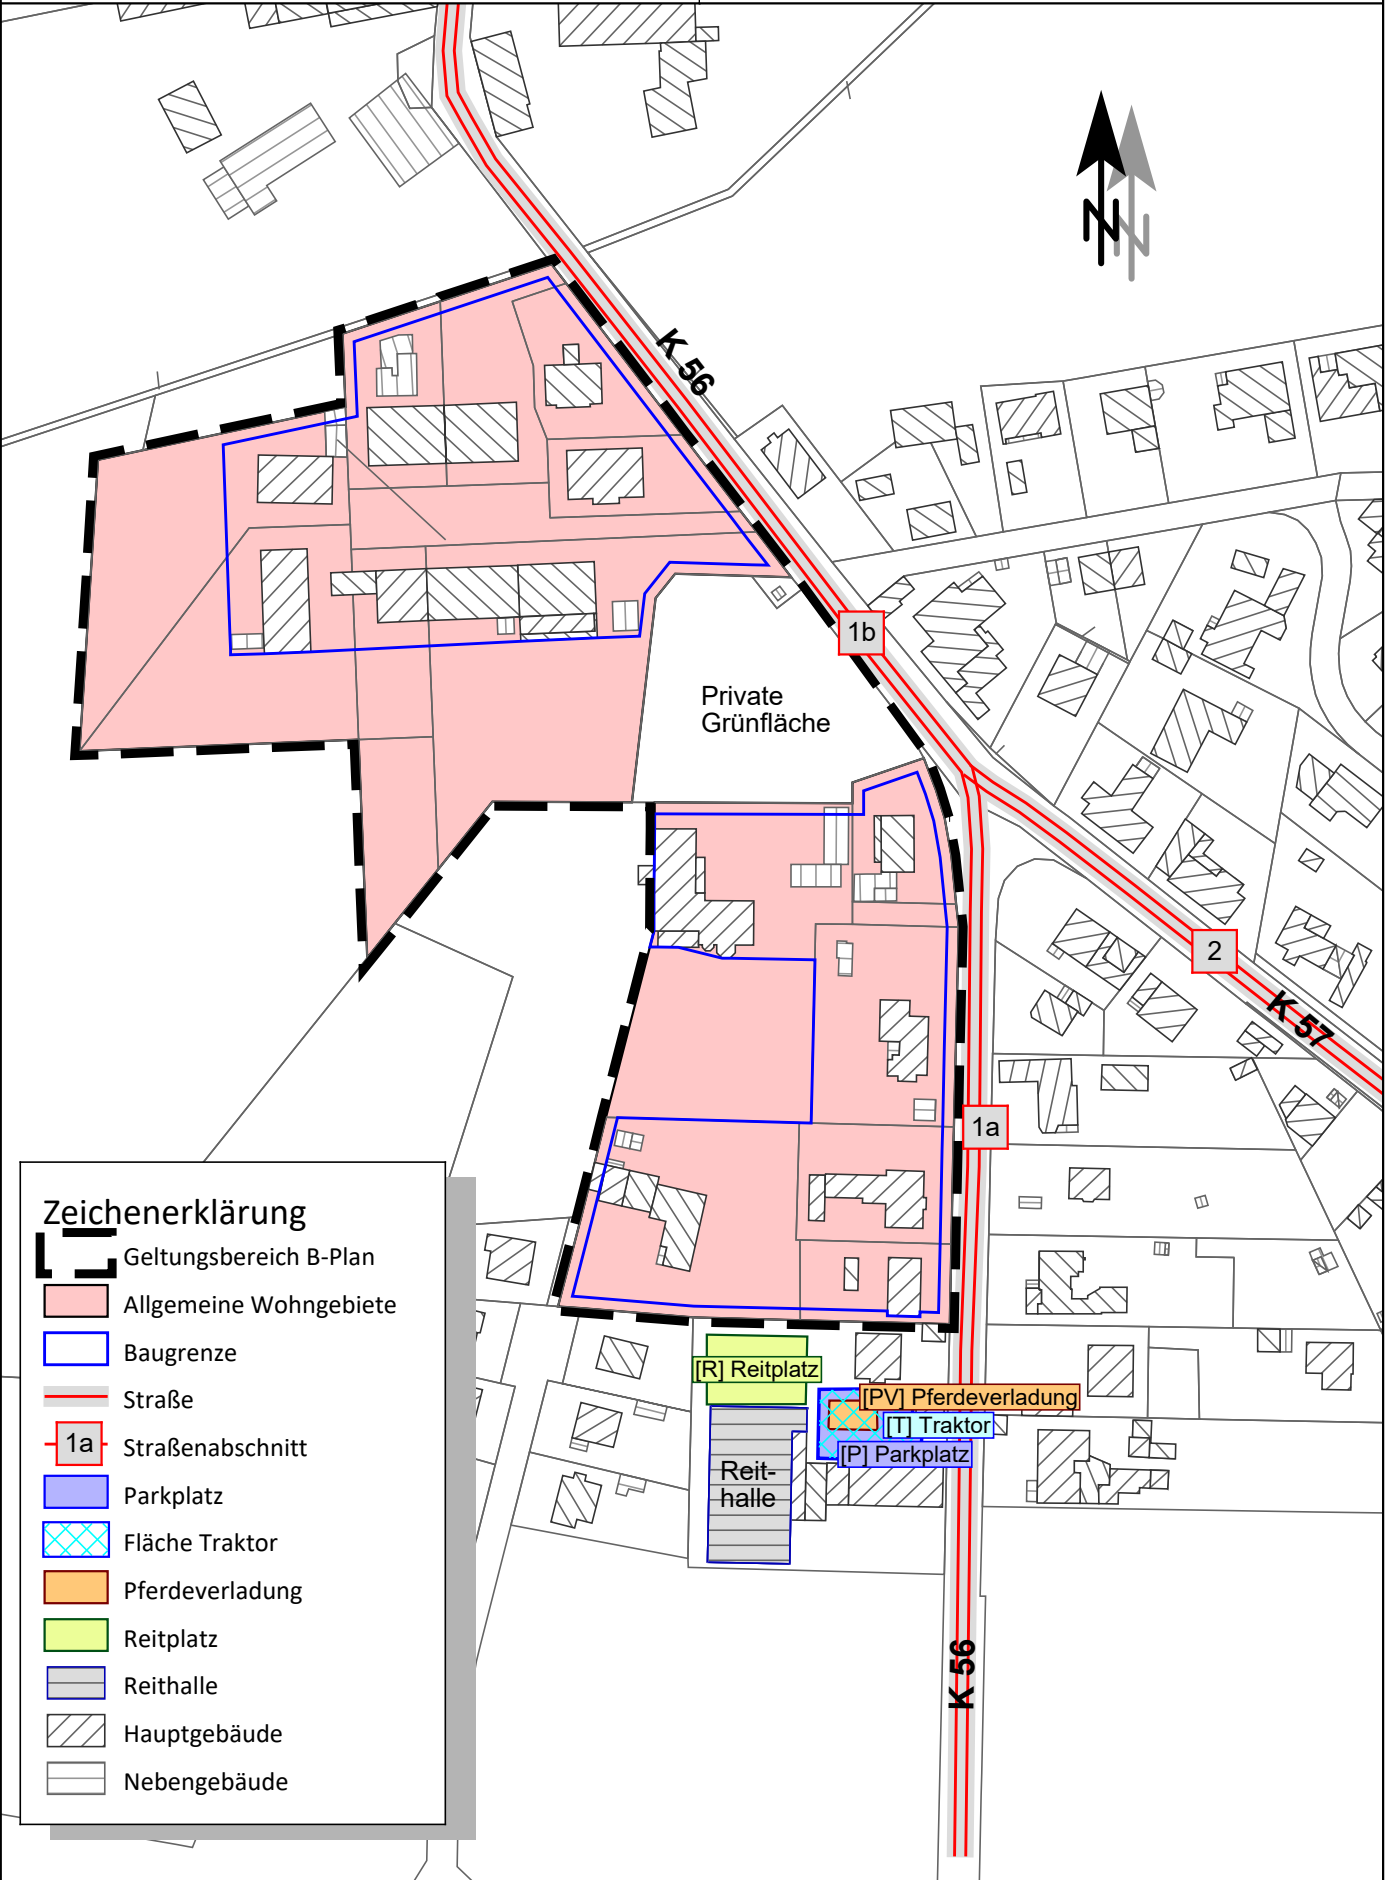 N
N
K 56
1b
Private
Grünfläche
2
K 57
1a
Zeichenerklärung
Geltungsbereich B-Plan
Allgemeine Wohngebiete
Baugrenze
Straße
1a
Straßenabschnitt
Parkplatz
Fläche Traktor
Pferdeverladung
Reitplatz
Reithalle
Hauptgebäude
Nebengebäude
[R] Reitplatz
[PV] Pferdeverladung
[T] Traktor
[P] Parkplatz
Reit-
halle
K 56